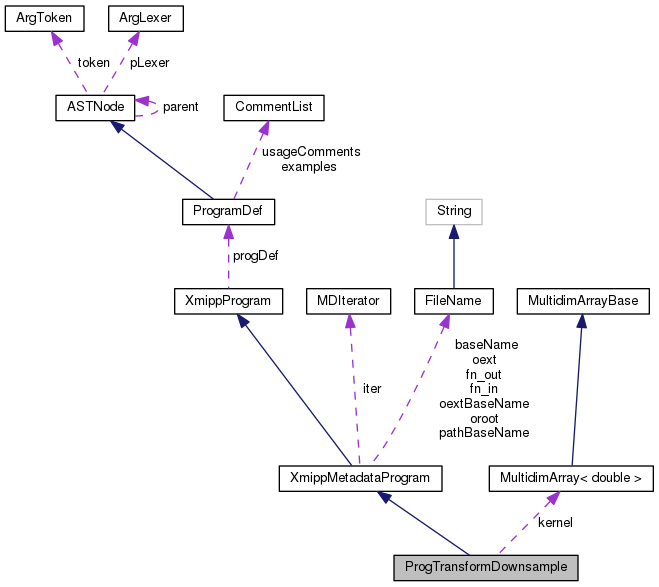 ArgToken
ArgLexer
token
pLexer
ASTNode
parent
CommentList
usageComments
examples
ProgramDef
String
progDef
XmippProgram
MDIterator
FileName
MultidimArrayBase
baseName
oext
fn_out
fn_in
oextBaseName
oroot
pathBaseName
iter
XmippMetadataProgram
MultidimArray< double >
kernel
ProgTransformDownsample